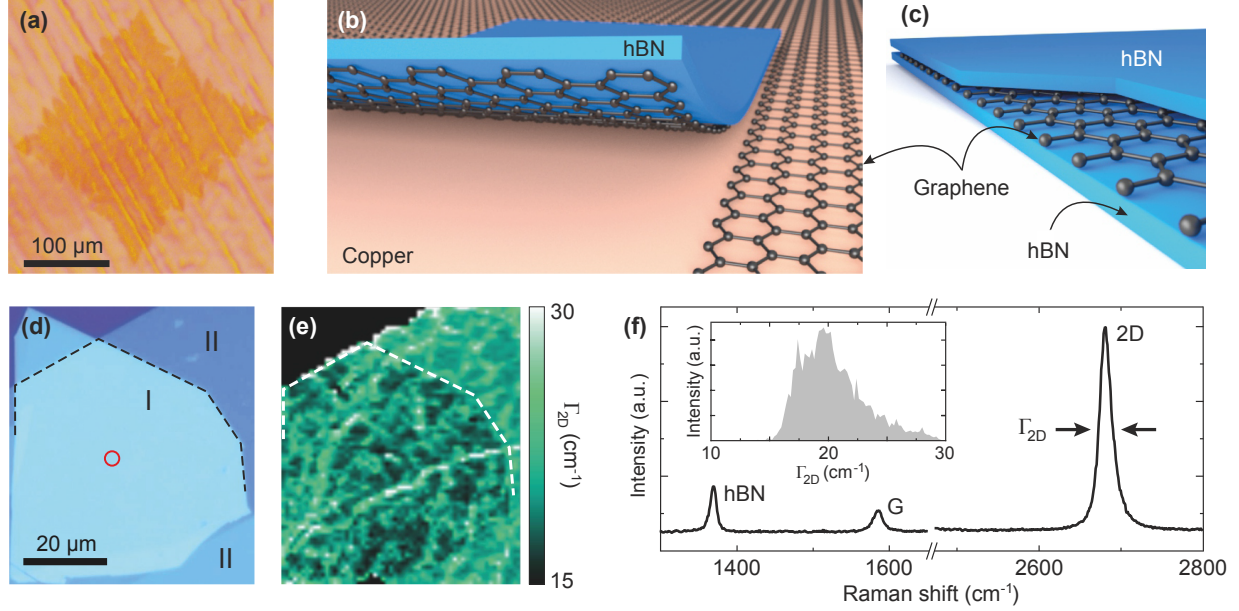 (a)
100 µm
(b)
hBN
Copper
Graphene
(c)
hBN
hBN
(d)
II
I
II
20 µm
(e)
30
Γ2D (cm-1)
15
(f)
Intensity (a.u.)
Intensity (a.u.)
10
20
30
Γ2D (cm-1)
2D
Γ2D
hBN
G
1400
1600
2600
2800
Raman shift (cm-1)